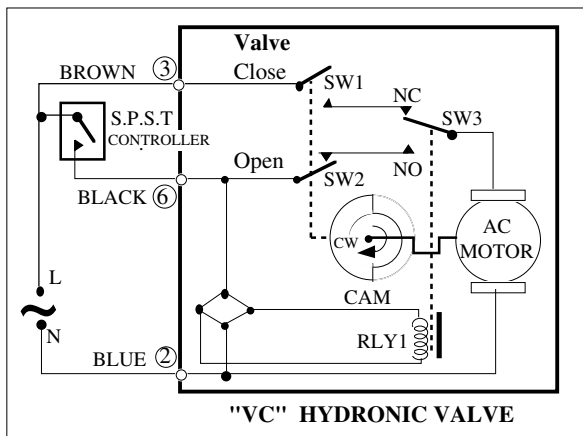 Valve
BROWN ③ Close
SW1
NC
SW3
S.P.S.T
CONTROLLER
Open
BLACK ⑥
SW2
NO
CW
AC
MOTOR
CAM
L
N
RLY1
BLUE ②
"VC" HYDRONIC VALVE